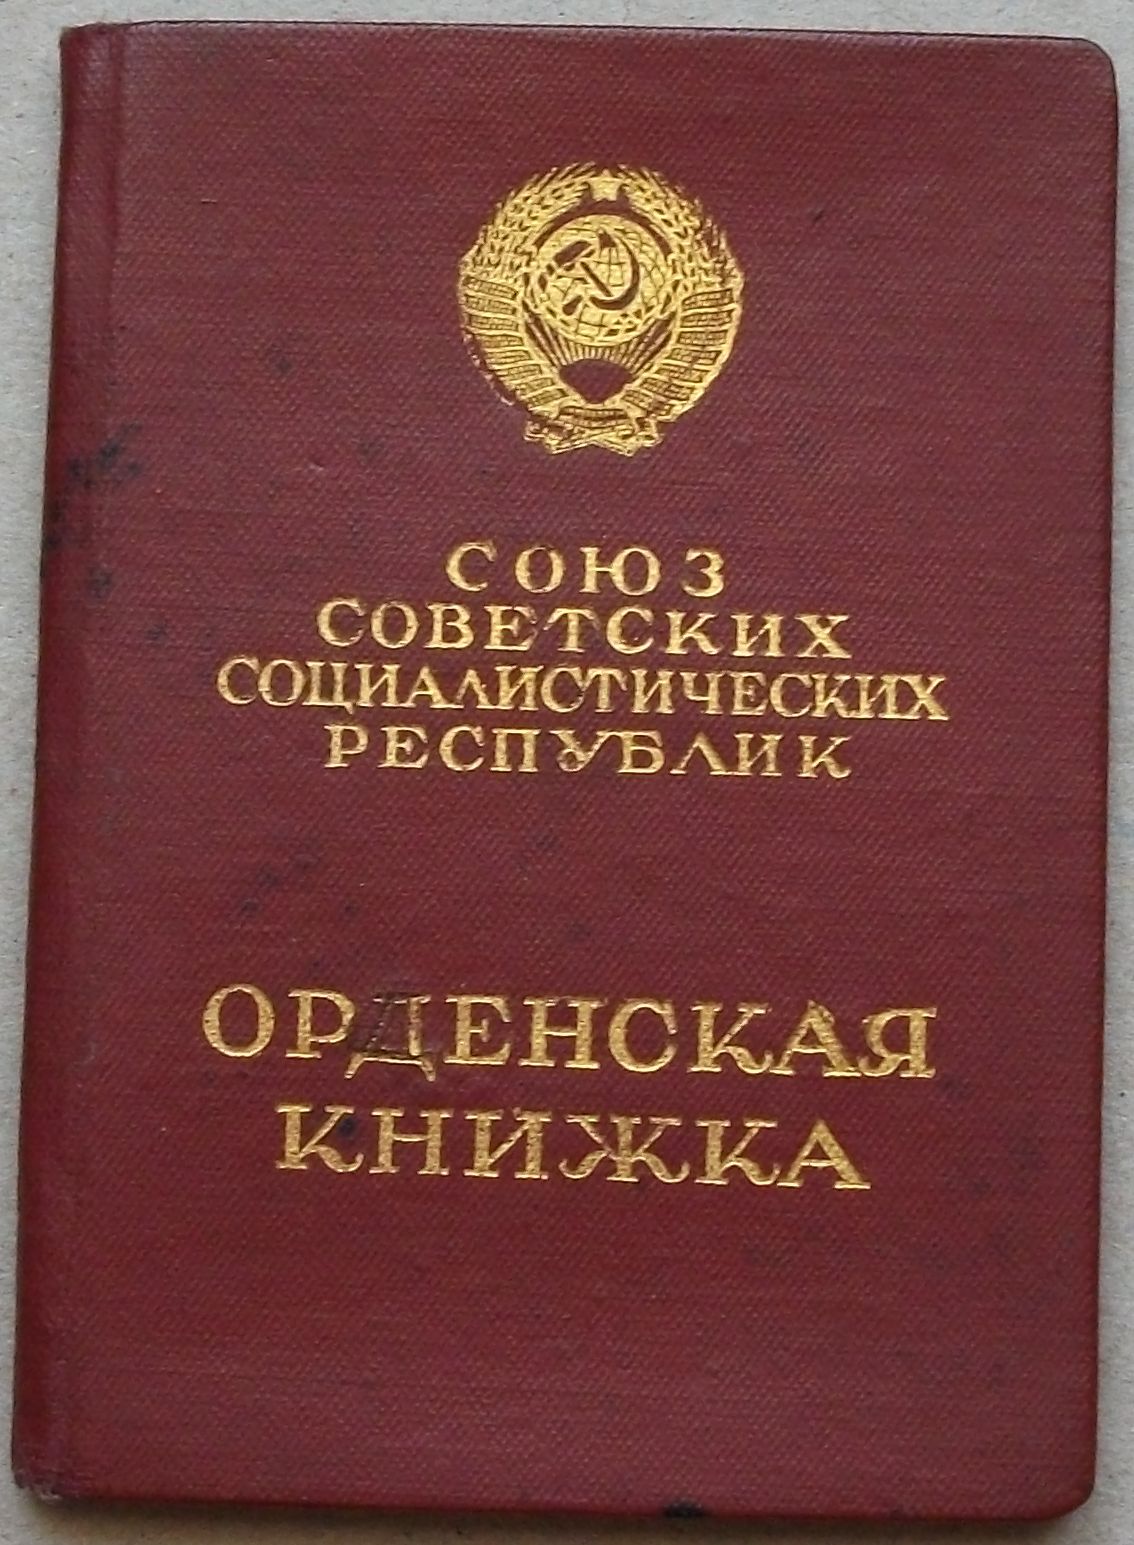 СОЮЗ
СОВЕТСКИХ
СОЦИАЛИСТИЧЕСКИХ
РЕСПУБЛИК
ОРДЕНСКАЯ
КНИЖКА